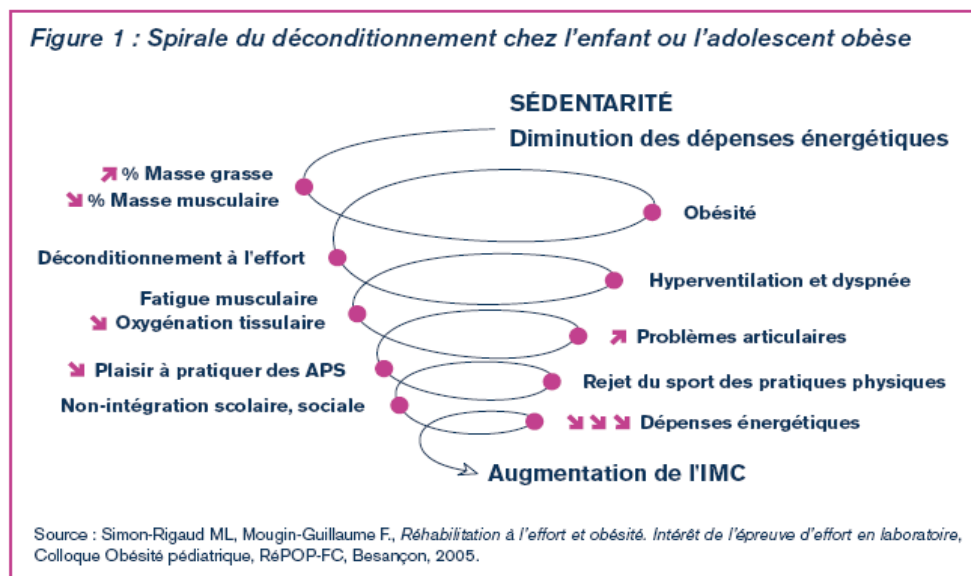 Figure 1 : Spirale du déconditionnement chez l'enfant ou l'adolescent obèse
SÉDENTARITÉ
Diminution des dépenses énergétiques
↗ % Masse grasse
↘ % Masse musculaire
Obésité
Déconditionnement à l'effort
Hyperventilation et dyspnée
Fatigue musculaire
↘ Oxygénation tissulaire
↗ Problèmes articulaires
↘ Plaisir à pratiquer des APS
Rejet du sport des pratiques physiques
Non-intégration scolaire, sociale
↘ ↘ ↘ Dépenses énergétiques
Augmentation de l'IMC
Source : Simon-Rigaud ML, Mougin-Guillaume F., Réhabilitation à l'effort et obésité. Intérêt de l'épreuve d'effort en laboratoire,
Colloque Obésité pédiatrique, RéPOP-FC, Besançon, 2005.